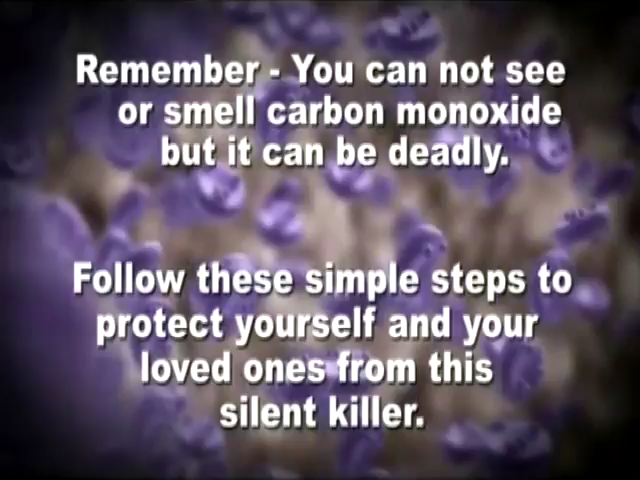 Remember - You can not see
or smell carbon monoxide
but it can be deadly.
Follow these simple steps to
protect yourself and your
loved ones from this
silent killer.